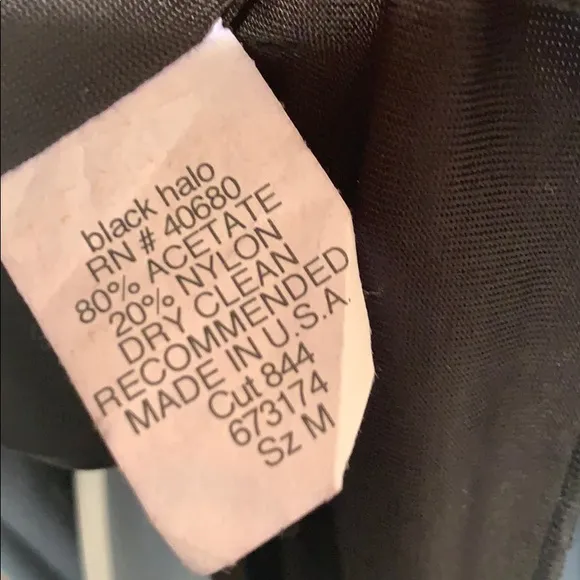 black halo
RN # 40680
80% ACETATE
20% NYLON
DRY CLEAN
RECOMMENDED
MADE IN U.S.A.
Cut 844
673174
Sz M